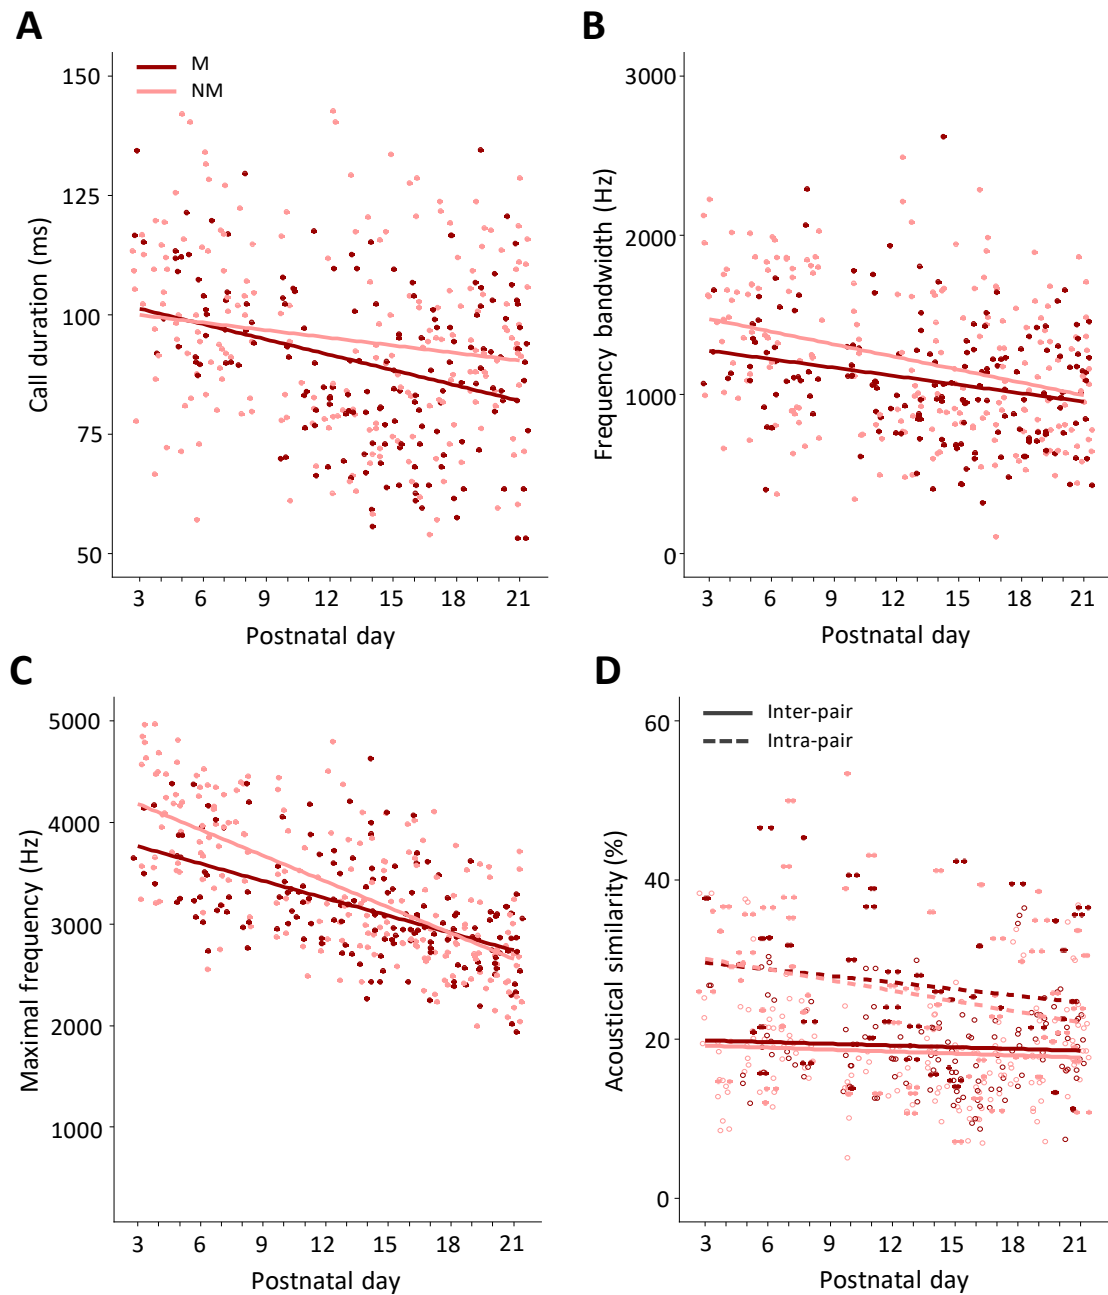 A
M
NM
150
125
100
75
50
Call duration (ms)
3 6 9 12 15 18 21
Postnatal day
B
3000
2000
1000
0
Frequency bandwidth (Hz)
3 6 9 12 15 18 21
Postnatal day
C
5000
4000
3000
2000
1000
Maximal frequency (Hz)
3 6 9 12 15 18 21
Postnatal day
D
Inter-pair
Intra-pair
60
40
20
0
Acoustical similarity (%)
3 6 9 12 15 18 21
Postnatal day